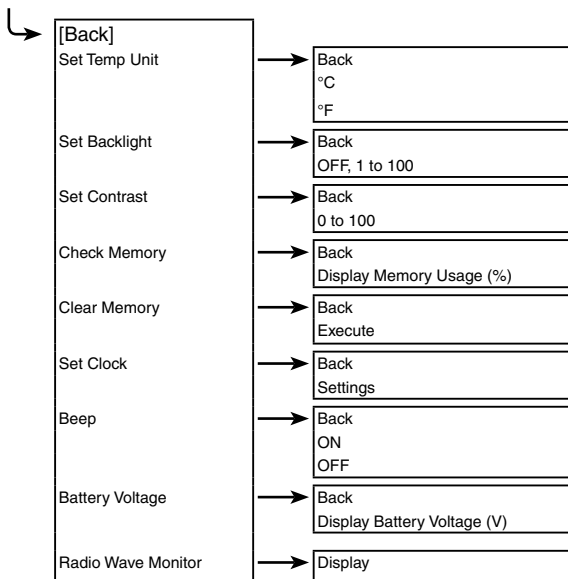 [Back]
Set Temp Unit
Back
°C
°F
Set Backlight
Back
OFF, 1 to 100
Set Contrast
Back
0 to 100
Check Memory
Back
Display Memory Usage (%)
Clear Memory
Back
Execute
Set Clock
Back
Settings
Beep
Back
ON
OFF
Battery Voltage
Back
Display Battery Voltage (V)
Radio Wave Monitor
Display